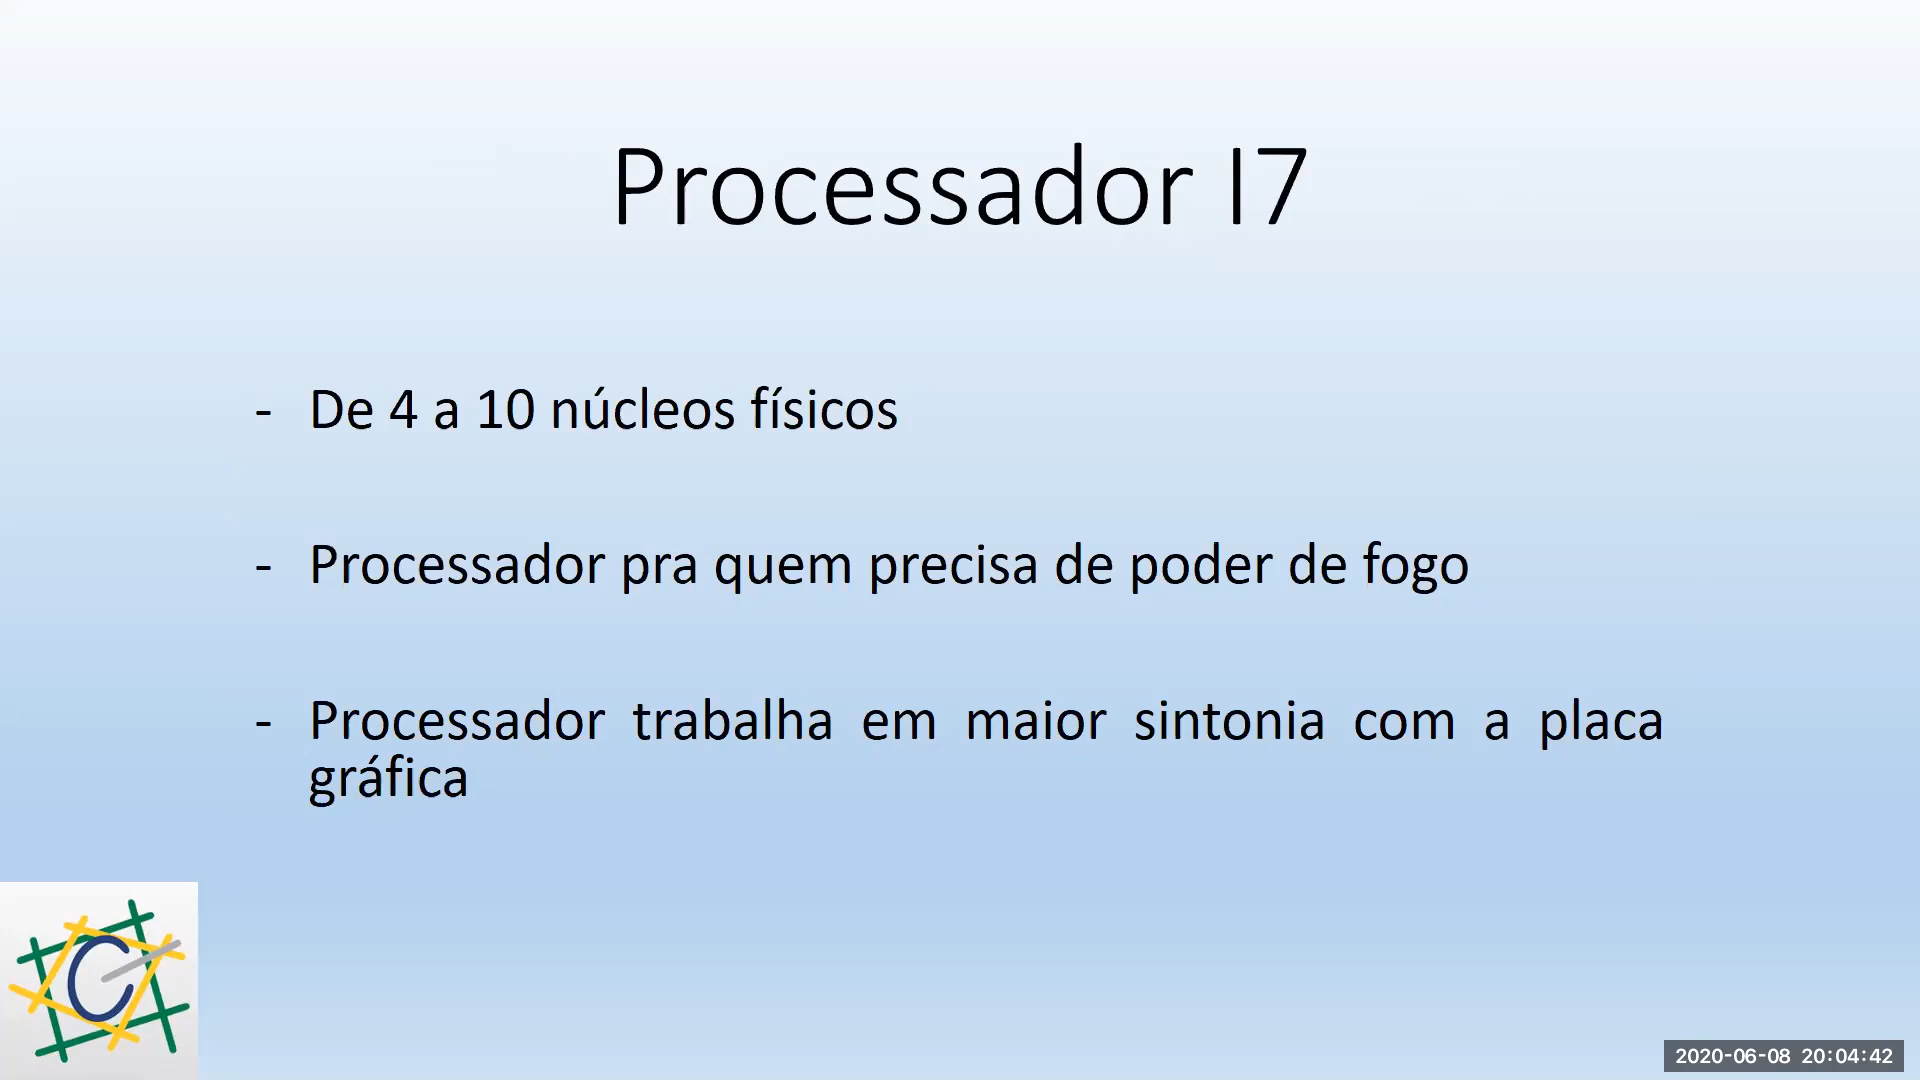 Processador I7
- De 4 a 10 núcleos físicos
- Processador pra quem precisa de poder de fogo
- Processador trabalha em maior sintonia com a placa
gráfica
2020-06-08 20:04:42